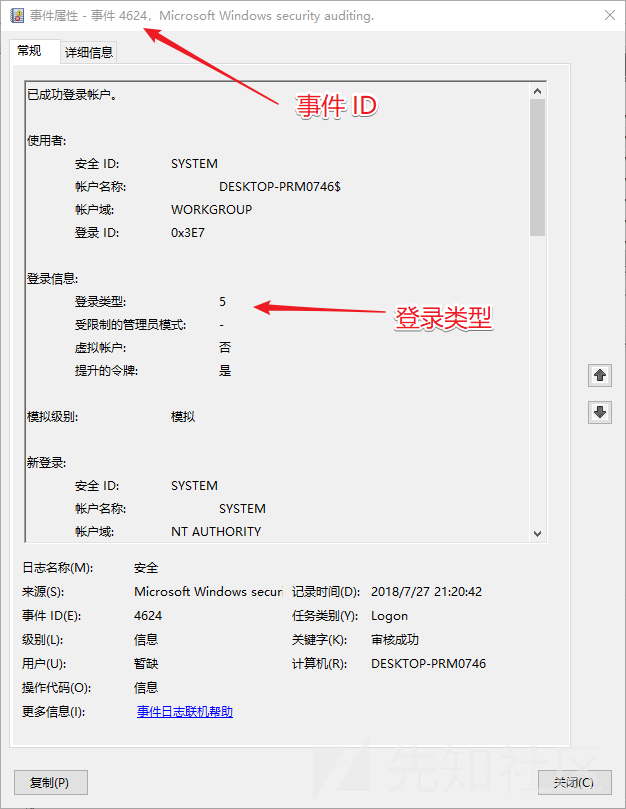 事件属性 - 事件 4624，Microsoft Windows security auditing.
常规 详细信息
已成功登录帐户。
事件 ID
使用者:
安全 ID: SYSTEM
帐户名称: DESKTOP-PRM0746$
帐户域: WORKGROUP
登录 ID: 0x3E7
登录信息:
登录类型: 5
登录类型
受限制的管理员模式: -
虚拟帐户: 否
提升的令牌: 是
模拟级别: 模拟
新登录:
安全 ID: SYSTEM
帐户名称: SYSTEM
帐户域: NT AUTHORITY
日志名称(M): 安全
来源(S): Microsoft Windows securi 记录时间(D): 2018/7/27 21:20:42
事件 ID(E): 4624 任务类别(Y): Logon
级别(L): 信息 关键字(K): 审核成功
用户(U): 暂缺 计算机(R): DESKTOP-PRM0746
操作代码(O): 信息
更多信息(I): 事件日志联机帮助
先知社区
复制(P) 关闭(C)